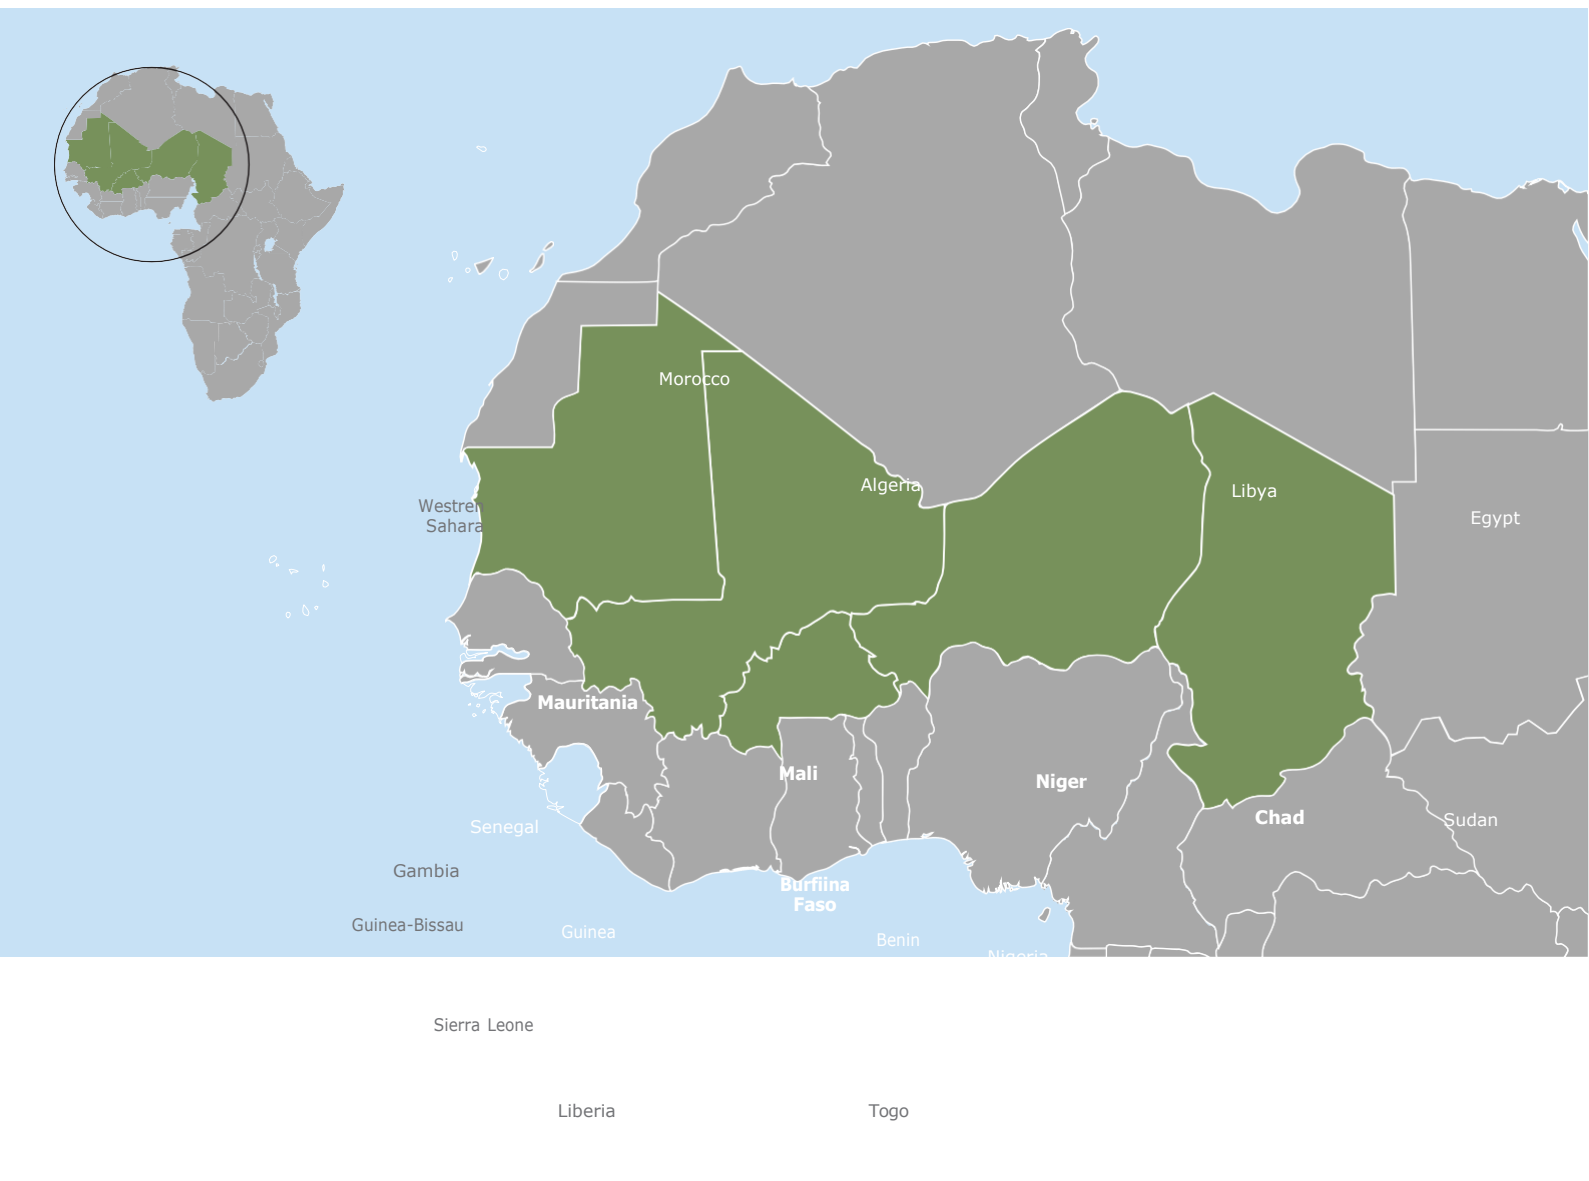 Morocco
Algeria
Libya
Westren
Sahara
Egypt
Mauritania
Mali
Niger
Chad
Sudan
Senegal
Gambia
Burfiina
Faso
Guinea-Bissau
Guinea
Benin
Nigeria
Sierra Leone
Liberia
Togo